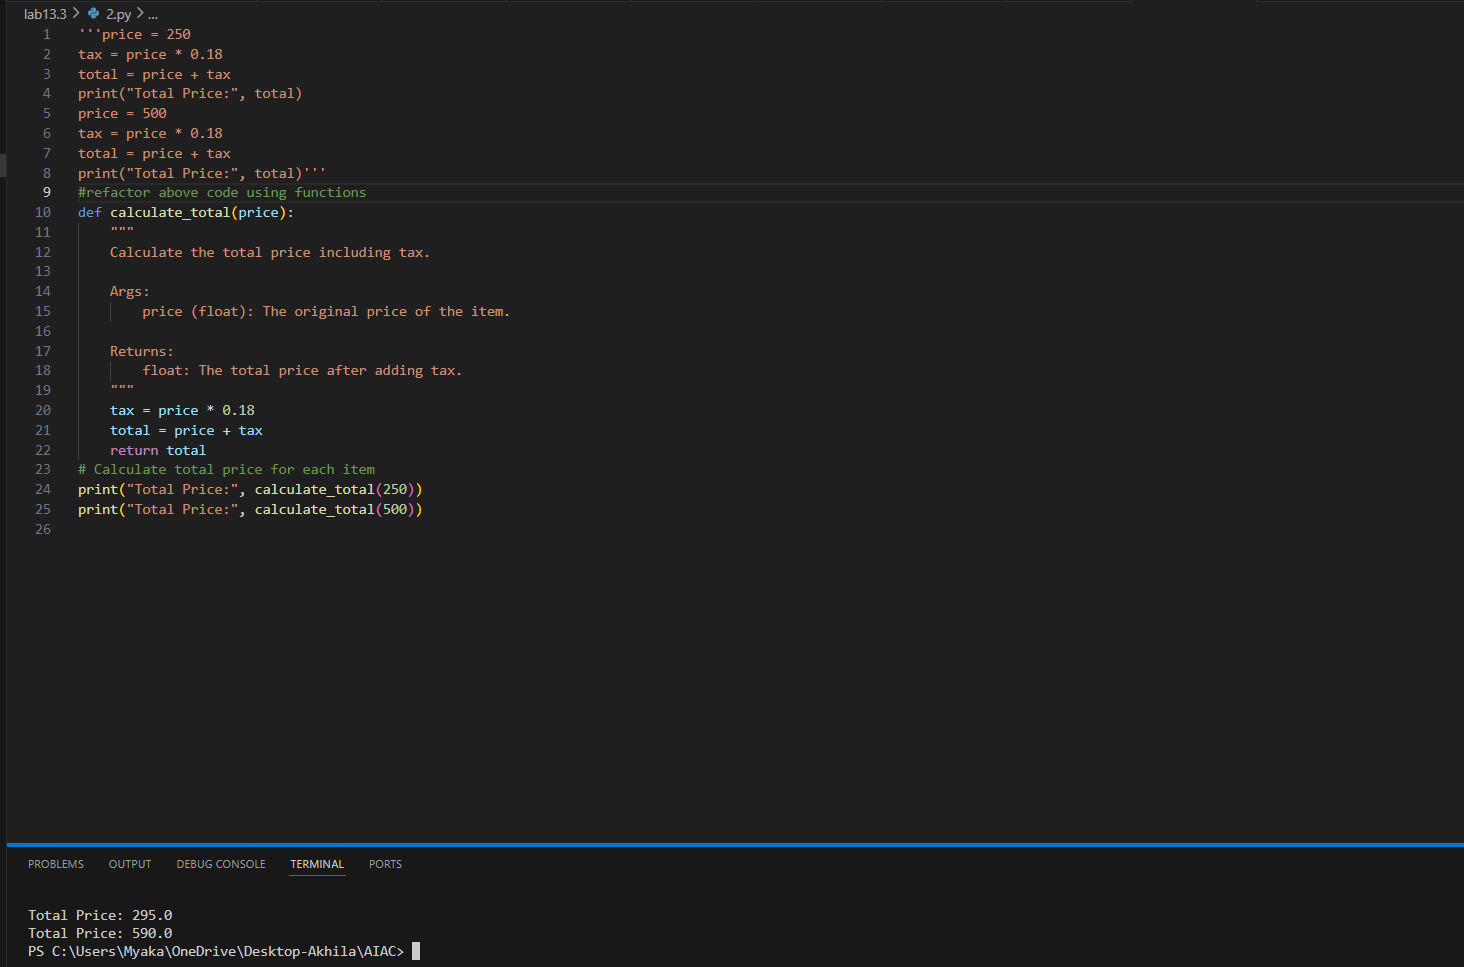 lab13.3 > 2.py > ...
1 '''price = 250
2 tax = price * 0.18
3 total = price + tax
4 print("Total Price:", total)
5 price = 500
6 tax = price * 0.18
7 total = price + tax
8 print("Total Price:", total)'''
9 #refactor above code using functions
10 def calculate_total(price):
11     """
12     Calculate the total price including tax.
13
14     Args:
15         price (float): The original price of the item.
16
17     Returns:
18         float: The total price after adding tax.
19     """
20     tax = price * 0.18
21     total = price + tax
22     return total
23 # Calculate total price for each item
24 print("Total Price:", calculate_total(250))
25 print("Total Price:", calculate_total(500))
26
PROBLEMS OUTPUT DEBUG CONSOLE TERMINAL PORTS
Total Price: 295.0
Total Price: 590.0
PS C:\Users\Myaka\OneDrive\Desktop-Akhila\AIAC>